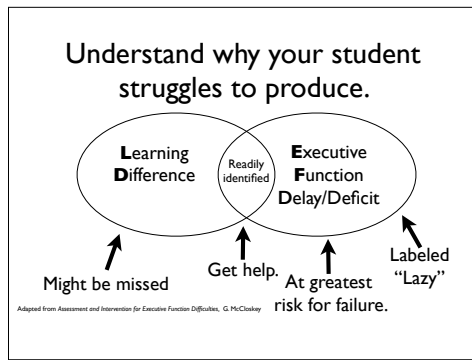 Understand why your student
struggles to produce.
Learning
Difference
Readily
identified
Executive
Function
Delay/Deficit
Might be missed
Get help.
At greatest
risk for failure.
Labeled
“Lazy”
Adapted from Assessment and Intervention for Executive Function Difficulties, G. McCloskey